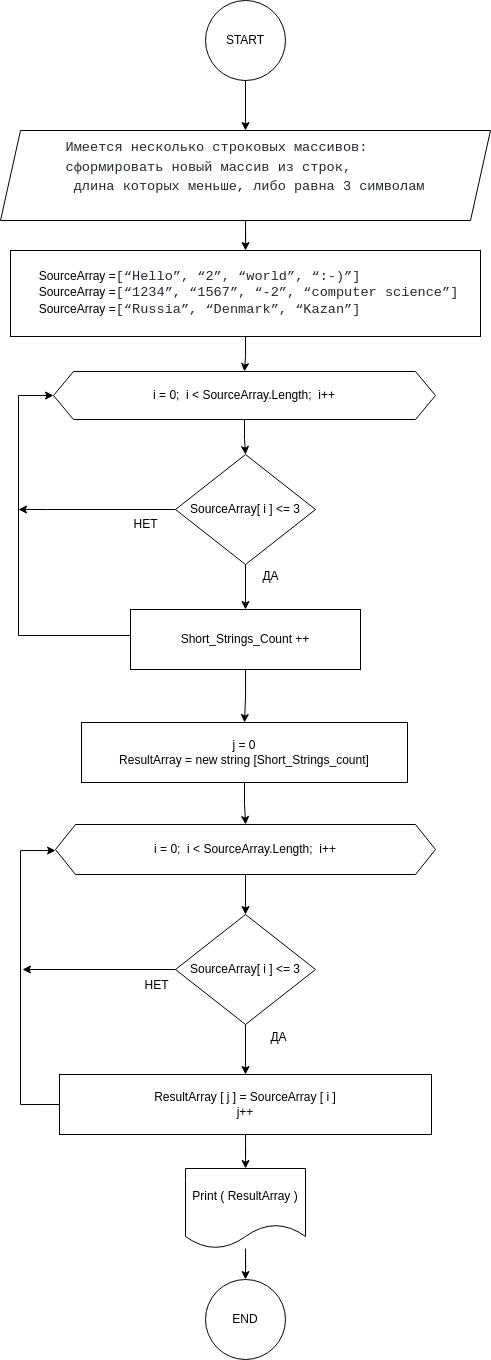 START
Имеется несколько строковых массивов:
сформировать новый массив из строк,
длина которых меньше, либо равна 3 символам
SourceArray =[“Hello”, “2”, “world”, “:-)”]
SourceArray =[“1234”, “1567”, “-2”, “computer science”]
SourceArray =[“Russia”, “Denmark”, “Kazan”]
i = 0; i < SourceArray.Length; i++
SourceArray[ i ] <= 3
НЕТ
ДА
Short_Strings_Count ++
j = 0
ResultArray = new string [Short_Strings_count]
i = 0; i < SourceArray.Length; i++
SourceArray[ i ] <= 3
НЕТ
ДА
ResultArray [ j ] = SourceArray [ i ]
j++
Print ( ResultArray )
END